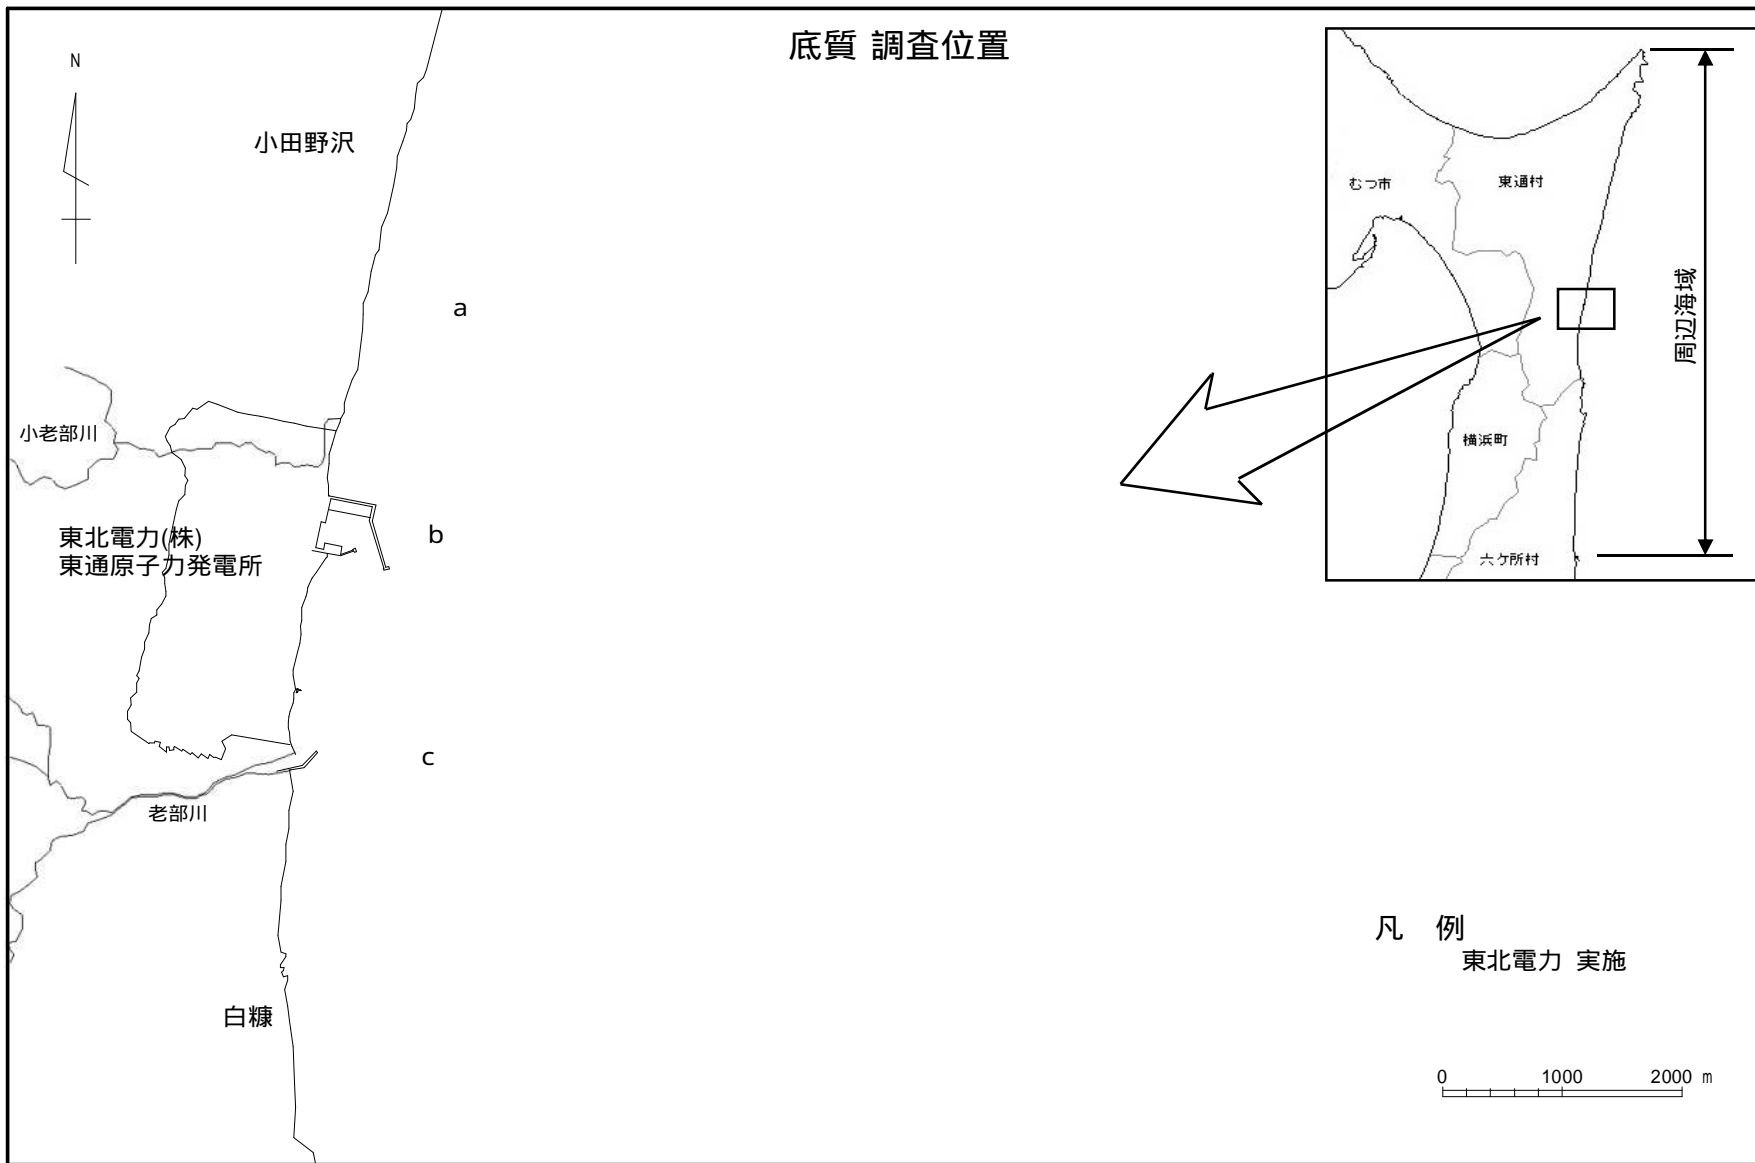 底質 調査位置
N
小田野沢
a
小老部川
東北電力(株)
東通原子力発電所
b
c
老部川
白糠
むつ市
東通村
周辺海域
横浜町
六ケ所村
凡 例
東北電力 実施
0 1000 2000 m